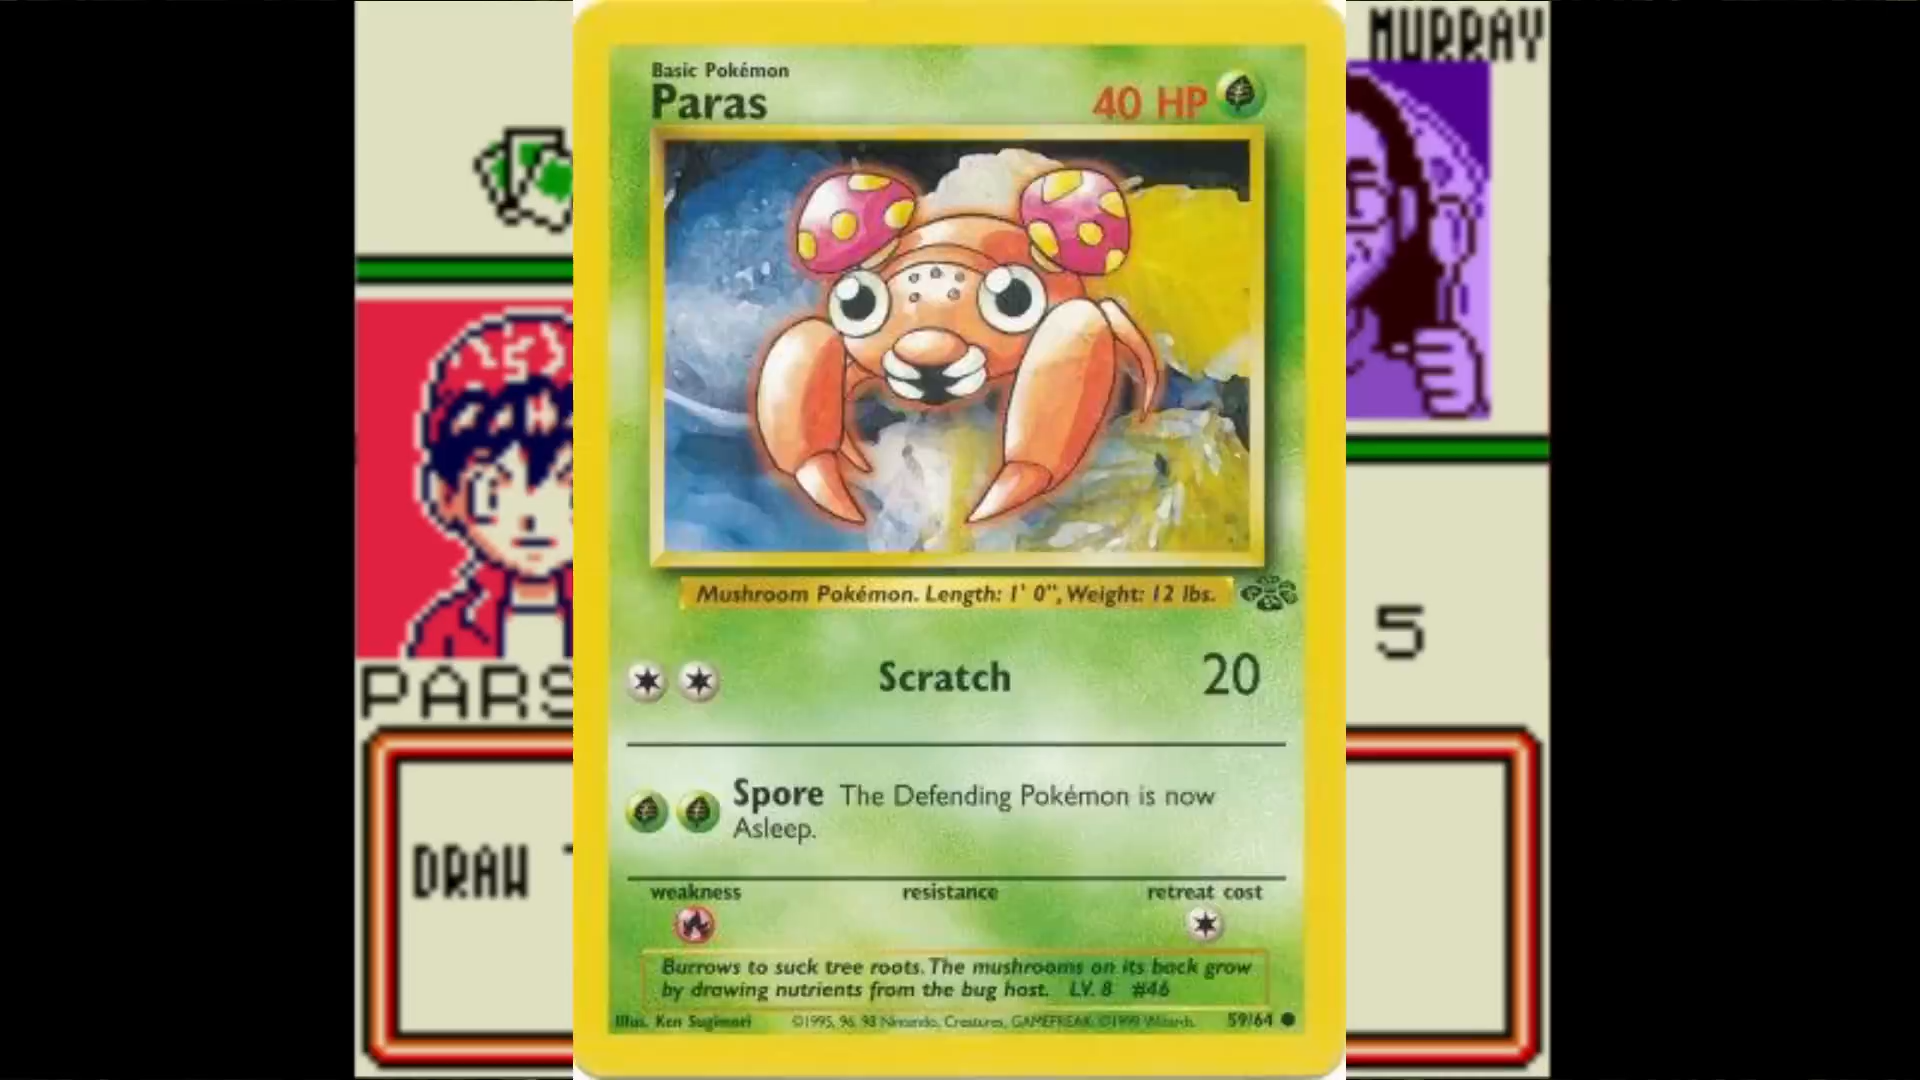 MURRAY
Basic Pokémon
Paras
40 HP
Mushroom Pokémon. Length: 1' 0", Weight: 12 lbs.
5
Scratch 20
PARS
Spore The Defending Pokémon is now
Asleep.
DRAW
weakness resistance retreat cost
Burrows to suck tree roots. The mushrooms on its back grow
by drawing nutrients from the bug host. LV. 8 #46
Illus. Ken Sugimori ©1995, 96, 98 Nintendo, Creatures, GAMEFREAK. ©1999 Wizards. 59/64